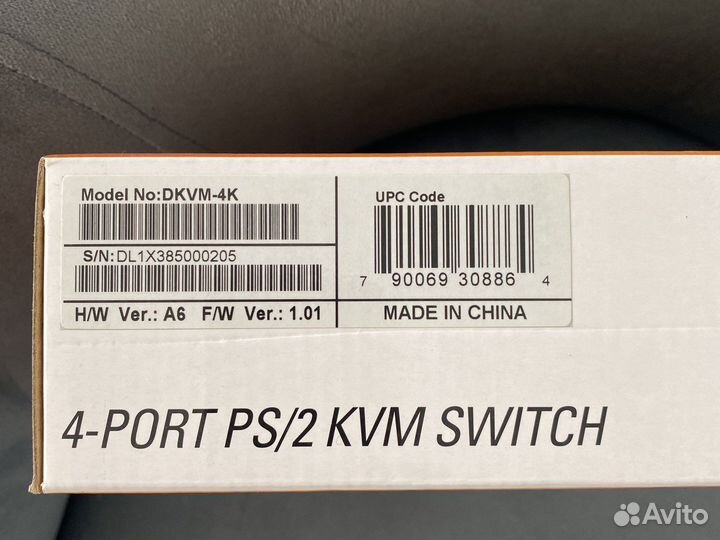 Model No:DKVM-4K
S/N:DL1X385000205
H/W Ver.: A6 F/W Ver.: 1.01
UPC Code
7 90069 30886 4
MADE IN CHINA
4-PORT PS/2 KVM SWITCH
Avito